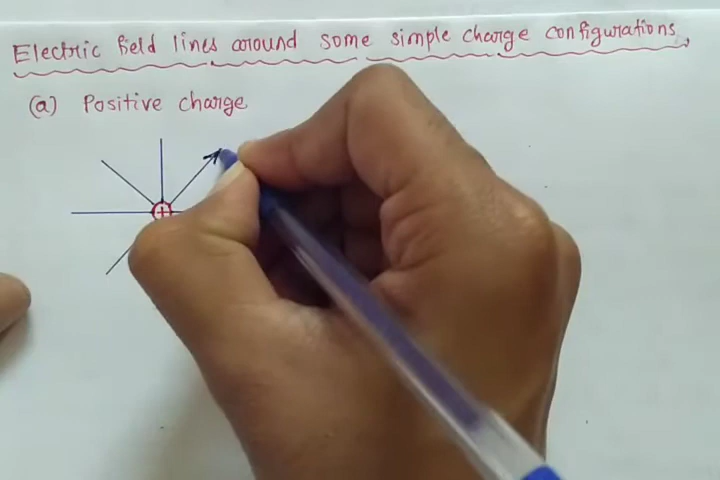 Electric field lines around some simple charge configurations,
(a) Positive charge
+